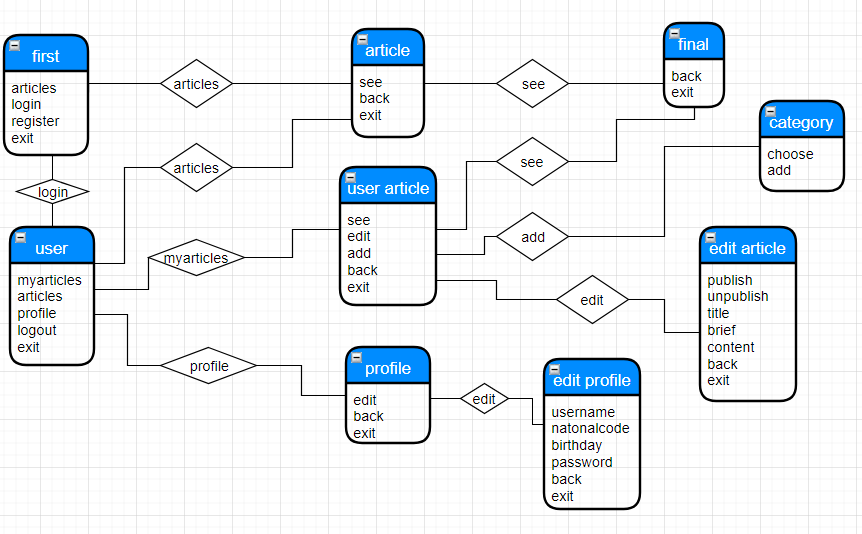 first
articles
login
register
exit
articles
article
see
back
exit
see
final
back
exit
category
choose
add
login
articles
see
user article
see
edit
add
back
exit
add
user
myarticles
articles
profile
logout
exit
myarticles
edit article
publish
unpublish
title
brief
content
back
exit
edit
profile
profile
edit
back
exit
edit
edit profile
username
natonalcode
birthday
password
back
exit